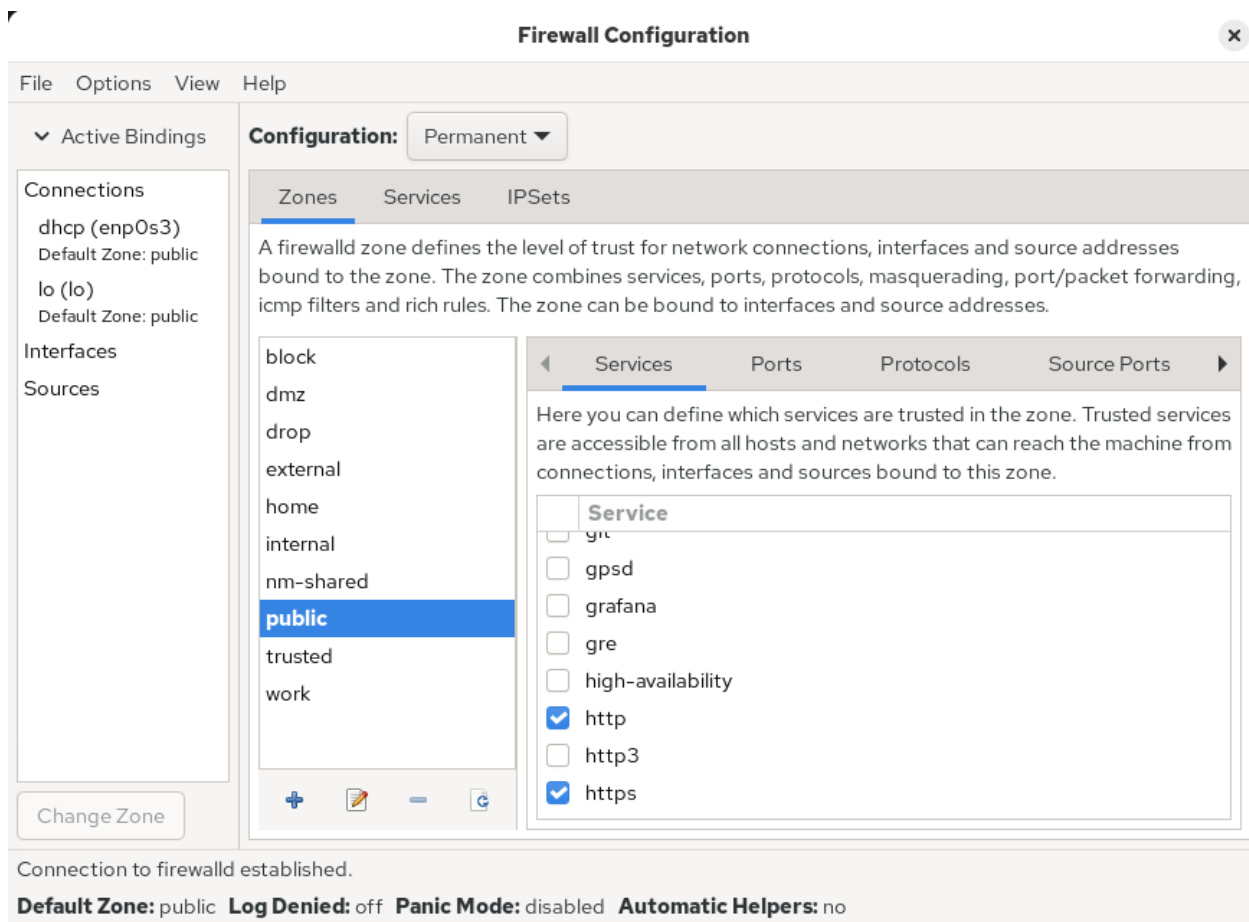 Firewall Configuration
File Options View Help
Active Bindings
Configuration: Permanent
Connections
dhcp (enp0s3)
Default Zone: public
lo (lo)
Default Zone: public
Interfaces
Sources
Change Zone
Zones Services IPSets
A firewalld zone defines the level of trust for network connections, interfaces and source addresses
bound to the zone. The zone combines services, ports, protocols, masquerading, port/packet forwarding,
icmp filters and rich rules. The zone can be bound to interfaces and source addresses.
block
dmz
drop
external
home
internal
nm-shared
public
trusted
work
Services Ports Protocols Source Ports
Here you can define which services are trusted in the zone. Trusted services
are accessible from all hosts and networks that can reach the machine from
connections, interfaces and sources bound to this zone.
Service
git
gpsd
grafana
gre
high-availability
http
http3
https
Connection to firewalld established.
Default Zone: public Log Denied: off Panic Mode: disabled Automatic Helpers: no